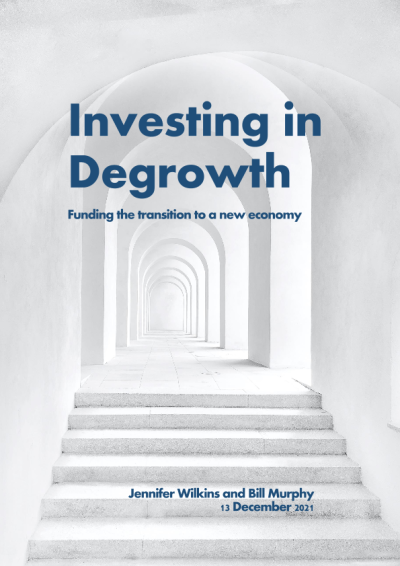 Investing in
Degrowth
Funding the transition to a new economy
Jennifer Wilkins and Bill Murphy
13 December 2021